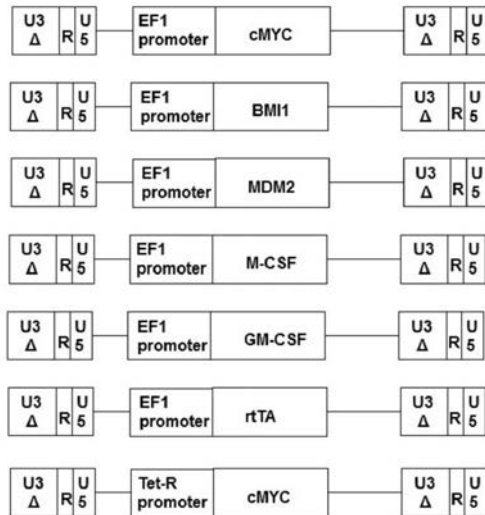 U3 Δ R U 5 EF1 promoter cMYC U3 Δ R U 5
U3 Δ R U 5 EF1 promoter BMI1 U3 Δ R U 5
U3 Δ R U 5 EF1 promoter MDM2 U3 Δ R U 5
U3 Δ R U 5 EF1 promoter M-CSF U3 Δ R U 5
U3 Δ R U 5 EF1 promoter GM-CSF U3 Δ R U 5
U3 Δ R U 5 EF1 promoter rtTA U3 Δ R U 5
U3 Δ R U 5 Tet-R promoter cMYC U3 Δ R U 5